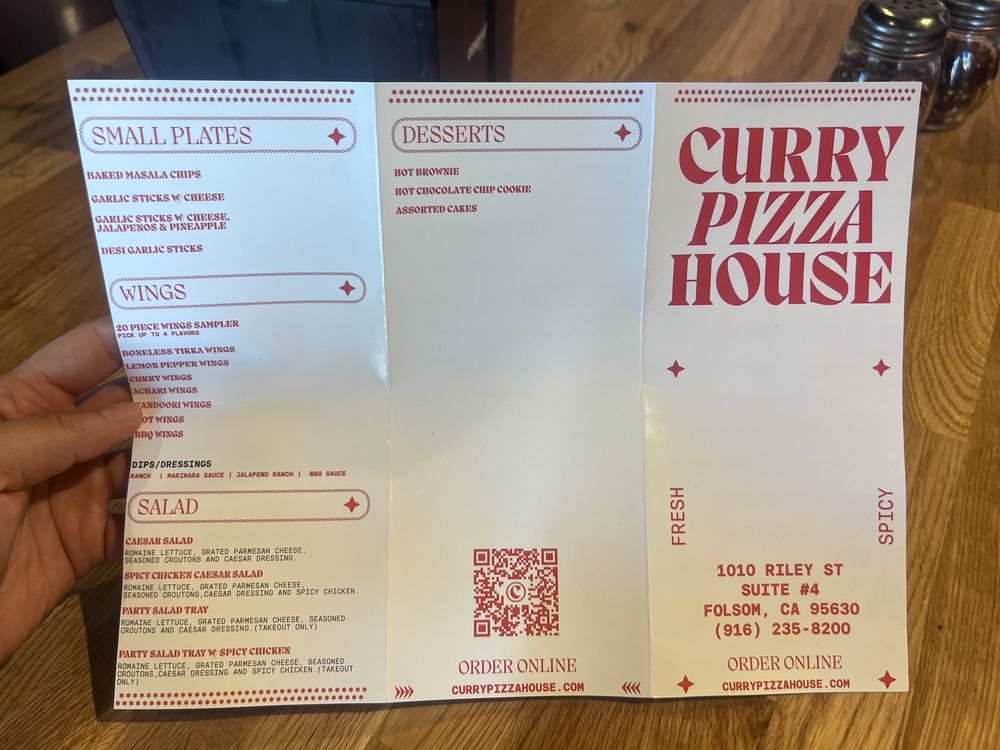 SMALL PLATES
BAKED MASALA CHIPS
GARLIC STICKS W/ CHEESE
GARLIC STICKS W/ CHEESE,
JALAPENOS & PINEAPPLE
DESI GARLIC STICKS
WINGS
20 PIECE WINGS SAMPLER
PICK UP TO 4 FLAVORS
BONELESS TIKKA WINGS
LEMON PEPPER WINGS
CURRY WINGS
ACHARI WINGS
TANDOORI WINGS
WINGS
BBQ WINGS
DIPS/DRESSINGS
RANCH | MARINARA SAUCE | JALAPENO RANCH | BBQ SAUCE
SALAD
CAESAR SALAD
ROMAINE LETTUCE, GRATED PARMESAN CHEESE,
SEASONED CROUTONS AND CAESAR DRESSING.
SPICY CHICKEN CAESAR SALAD
ROMAINE LETTUCE, GRATED PARMESAN CHEESE,
SEASONED CROUTONS,CAESAR DRESSING AND SPICY CHICKEN.
PARTY SALAD TRAY
ROMAINE LETTUCE, GRATED PARMESAN CHEESE, SEASONED
CROUTONS AND CAESAR DRESSING.(TAKEOUT ONLY)
PARTY SALAD TRAY W/ SPICY CHICKEN
ROMAINE LETTUCE, GRATED PARMESAN CHEESE, SEASONED
CROUTONS,CAESAR DRESSING AND SPICY CHICKEN.(TAKEOUT
ONLY)
DESSERTS
HOT BROWNIE
HOT CHOCOLATE CHIP COOKIE
ASSORTED CAKES
ORDER ONLINE
CURRYPIZZAHOUSE.COM
CURRY
PIZZA
HOUSE
FRESH
SPICY
1010 RILEY ST
SUITE #4
FOLSOM, CA 95630
(916) 235-8200
ORDER ONLINE
CURRYPIZZAHOUSE.COM